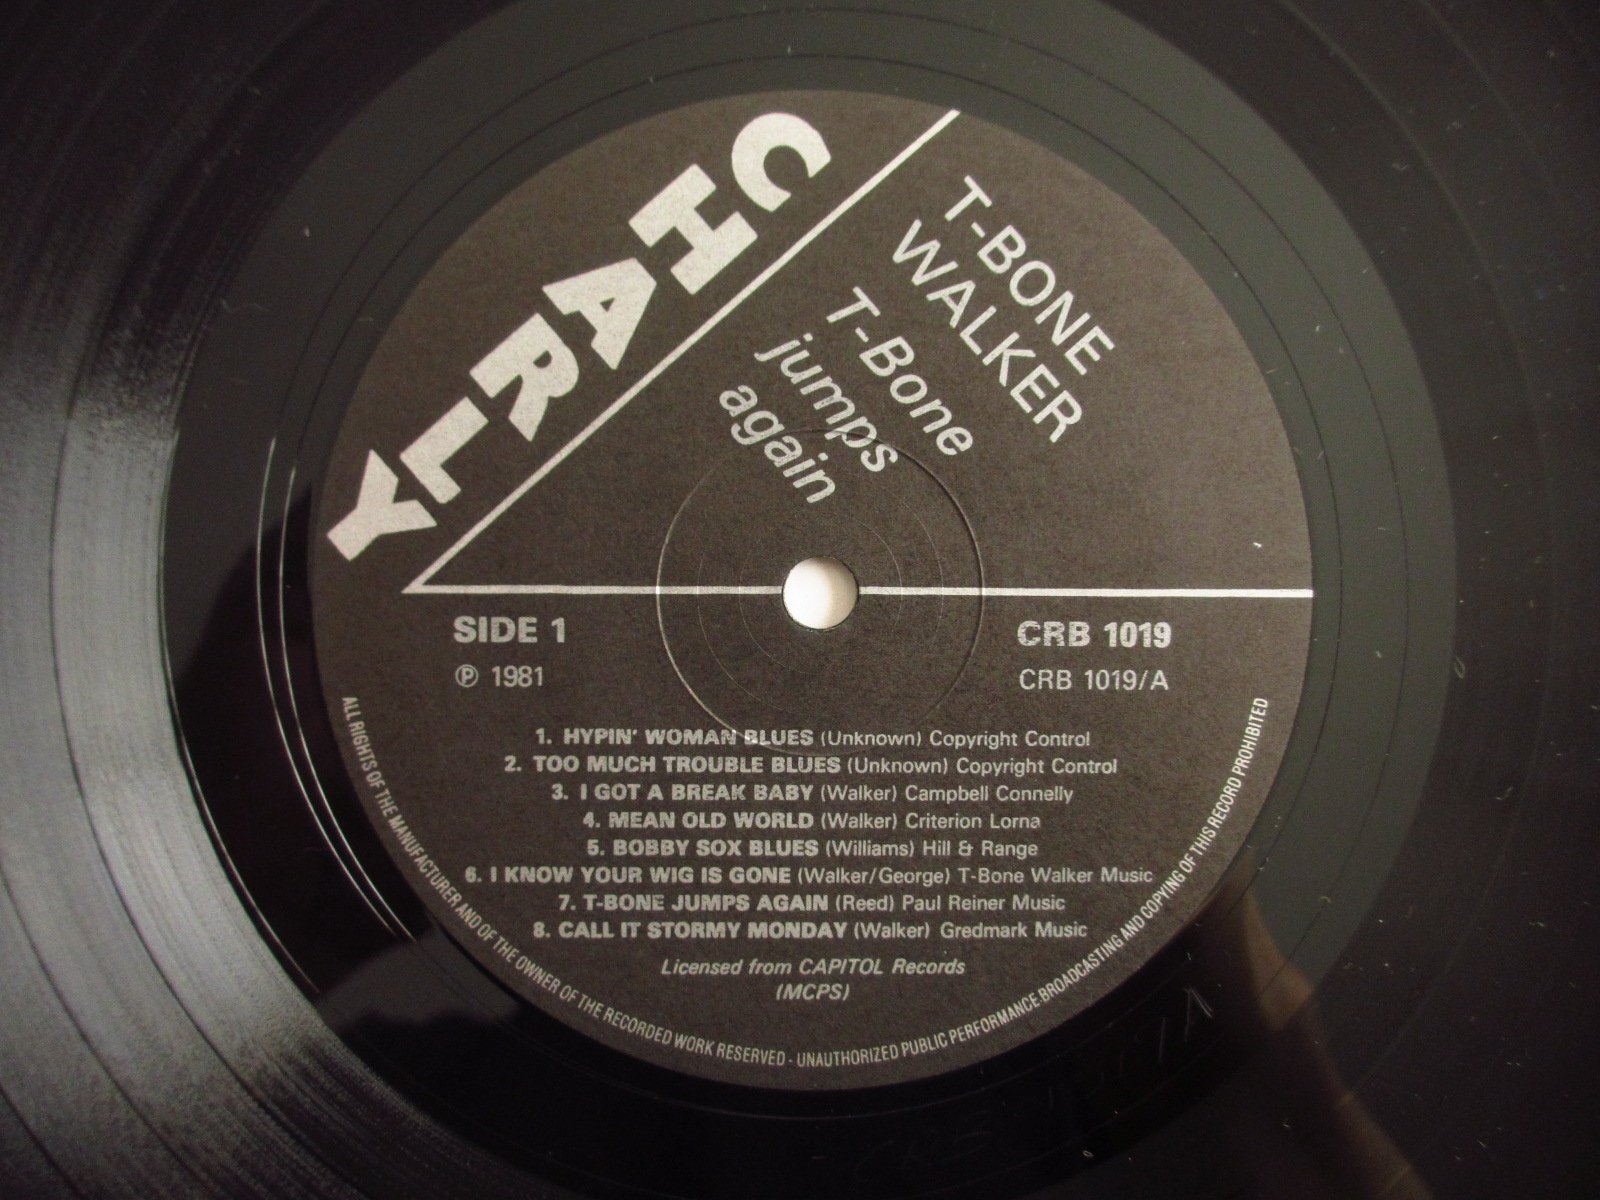 CHARLY
T-BONE
WALKER
T-Bone
jumps
again
SIDE 1
℗ 1981
CRB 1019
CRB 1019/A
1. HYPIN' WOMAN BLUES (Unknown) Copyright Control
2. TOO MUCH TROUBLE BLUES (Unknown) Copyright Control
3. I GOT A BREAK BABY (Walker) Campbell Connelly
4. MEAN OLD WORLD (Walker) Criterion Lorna
5. BOBBY SOX BLUES (Williams) Hill & Range
6. I KNOW YOUR WIG IS GONE (Walker/George) T-Bone Walker Music
7. T-BONE JUMPS AGAIN (Reed) Paul Reiner Music
8. CALL IT STORMY MONDAY (Walker) Gredmark Music
Licensed from CAPITOL Records
(MCPS)
ALL RIGHTS OF THE MANUFACTURER AND OF THE OWNER OF THE RECORDED WORK RESERVED - UNAUTHORIZED PUBLIC PERFORMANCE BROADCASTING AND COPYING OF THIS RECORD PROHIBITED